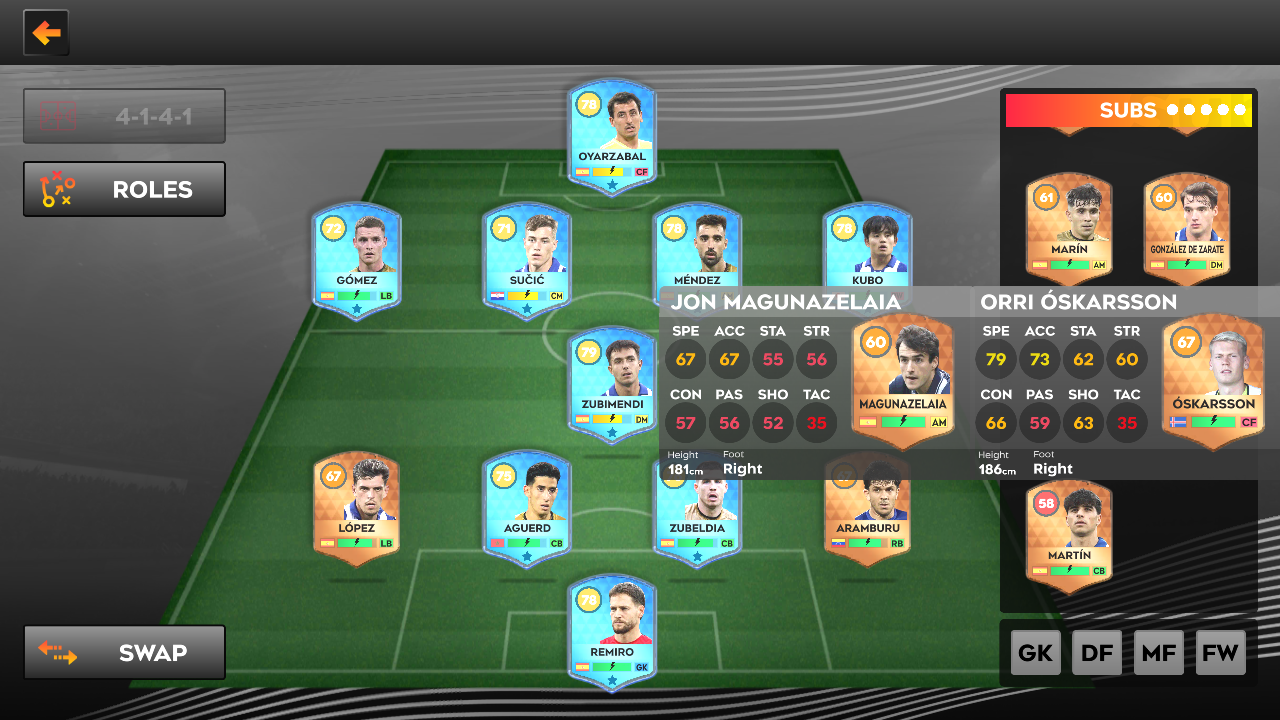 4-1-4-1
ROLES
SUBS
78
OYARZABAL
CF
72
GÓMEZ
LB
71
SUČIĆ
CM
78
MÉNDEZ
78
KUBO
61
MARÍN
AM
60
GONZÁLEZ DE ZARATE
DM
JON MAGUNAZELAIA
SPE ACC STA STR
67 67 55 56
CON PAS SHO TAC
57 56 52 35
Height Foot
181cm Right
60
MAGUNAZELAIA
AM
ORRI ÓSKARSSON
SPE ACC STA STR
79 73 62 60
CON PAS SHO TAC
66 59 63 35
Height Foot
186cm Right
67
ÓSKARSSON
CF
79
ZUBIMENDI
DM
67
LÓPEZ
LB
75
AGUERD
CB
ZUBELDIA
CB
ARAMBURU
RB
58
MARTÍN
CB
78
REMIRO
GK
SWAP
GK DF MF FW